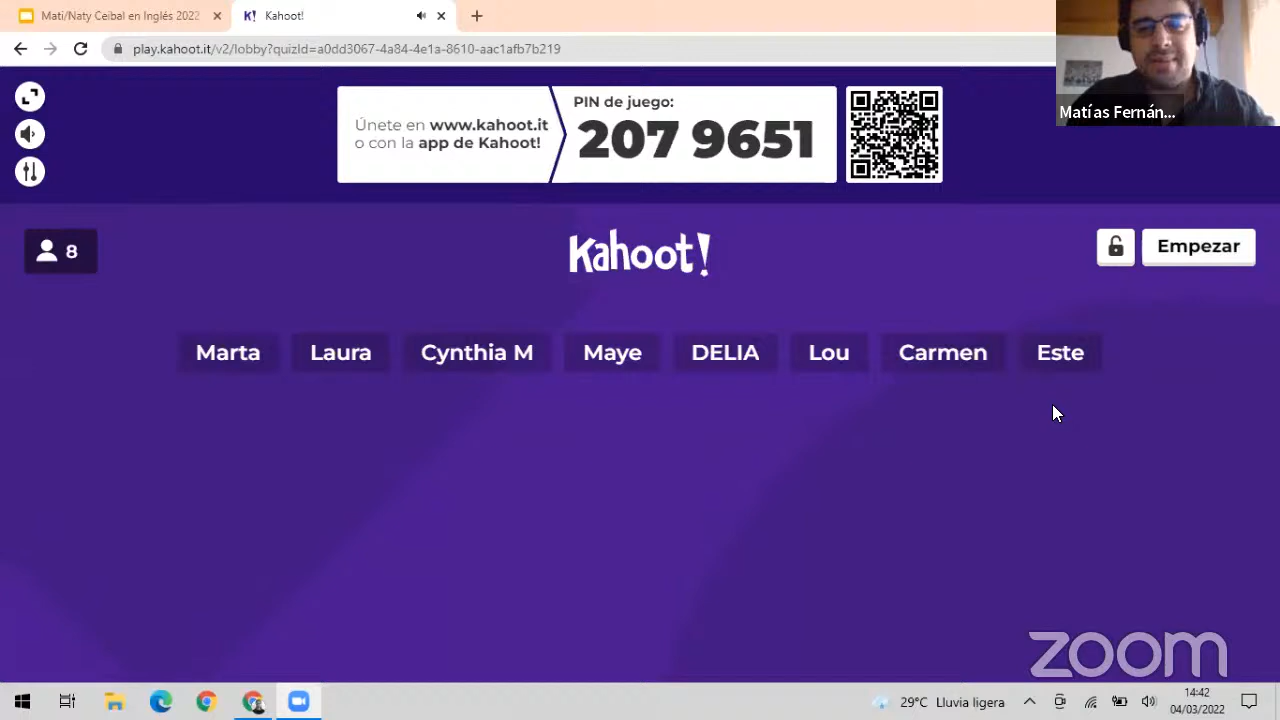 Mati/Naty Ceibal en Inglés 2022
Kahoot!
play.kahoot.it/v2/lobby?quizId=a0dd3067-4a84-4e1a-8610-aac1afb7b219
Matías Fernán...
Únete en www.kahoot.it
o con la app de Kahoot!
PIN de juego:
207 9651
8
Kahoot!
Empezar
Marta Laura Cynthia M Maye DELIA Lou Carmen Este
zoom
29°C Lluvia ligera
14:42
04/03/2022